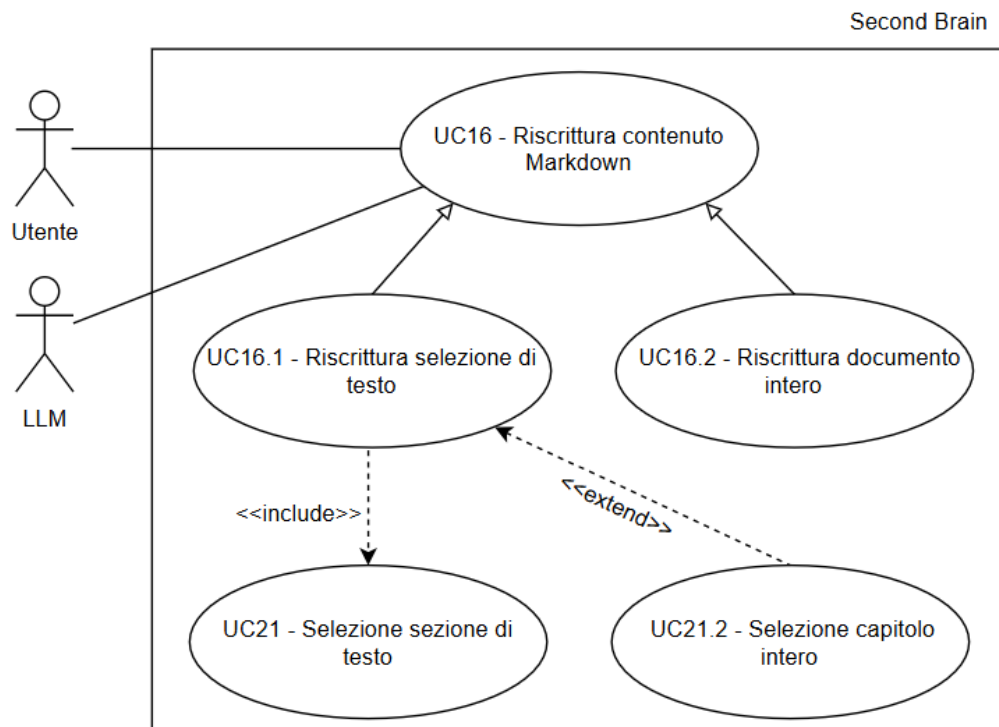 Second Brain
UC16 - Riscrittura contenuto
Markdown
Utente
LLM
UC16.1 - Riscrittura selezione di
testo
UC16.2 - Riscrittura documento
intero
<<include>>
<<extend>>
UC21 - Selezione sezione di
testo
UC21.2 - Selezione capitolo
intero